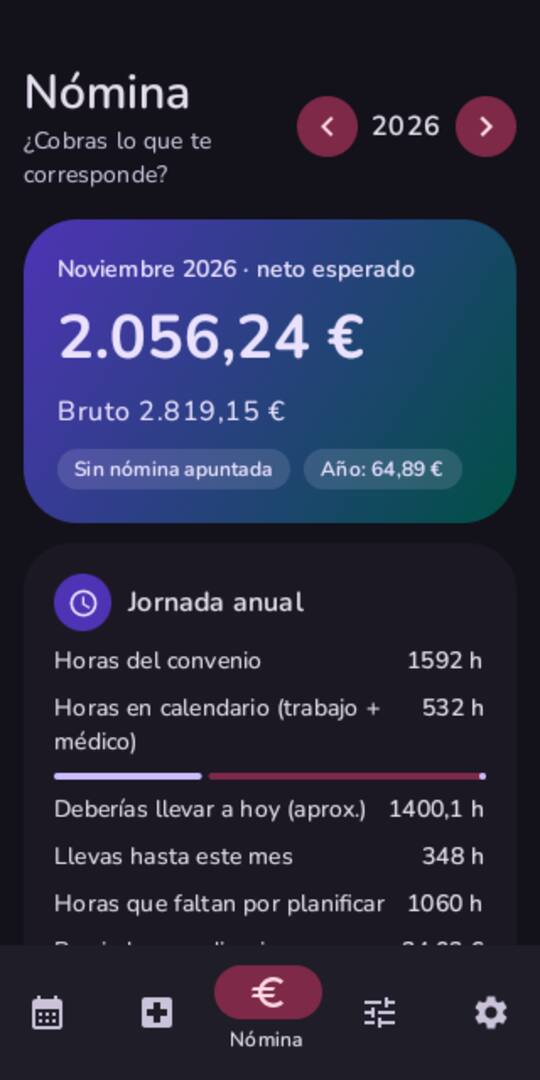 Nómina
¿Cobras lo que te
corresponde?
2026
Noviembre 2026 · neto esperado
2.056,24 €
Bruto 2.819,15 €
Sin nómina apuntada
Año: 64,89 €
Jornada anual
Horas del convenio 1592 h
Horas en calendario (trabajo + 532 h
médico)
Deberías llevar a hoy (aprox.) 1400,1 h
Llevas hasta este mes 348 h
Horas que faltan por planificar 1060 h
€
Nómina